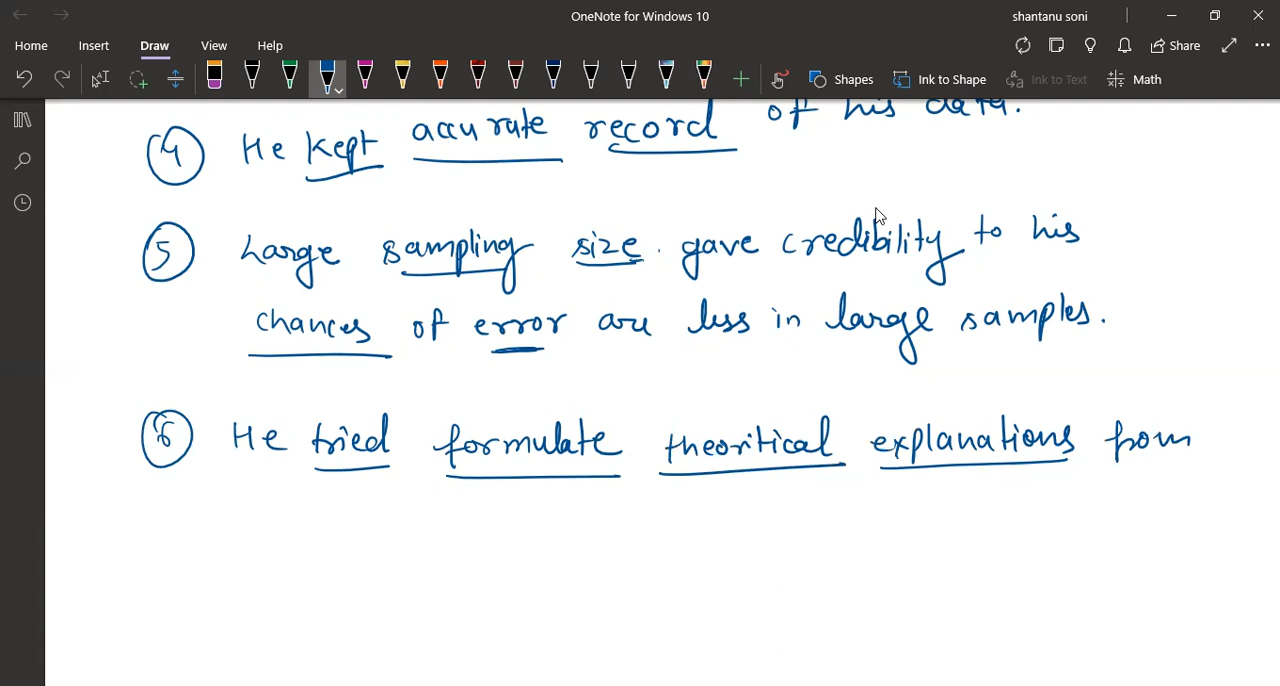 OneNote for Windows 10
shantanu soni
Home Insert Draw View Help
Share
Shapes Ink to Shape Ink to Text Math
4 He kept accurate record of his data.
5 Large sampling size. gave credibility to his
chances of error are less in large samples.
6 He tried formulate theoritical explanations from